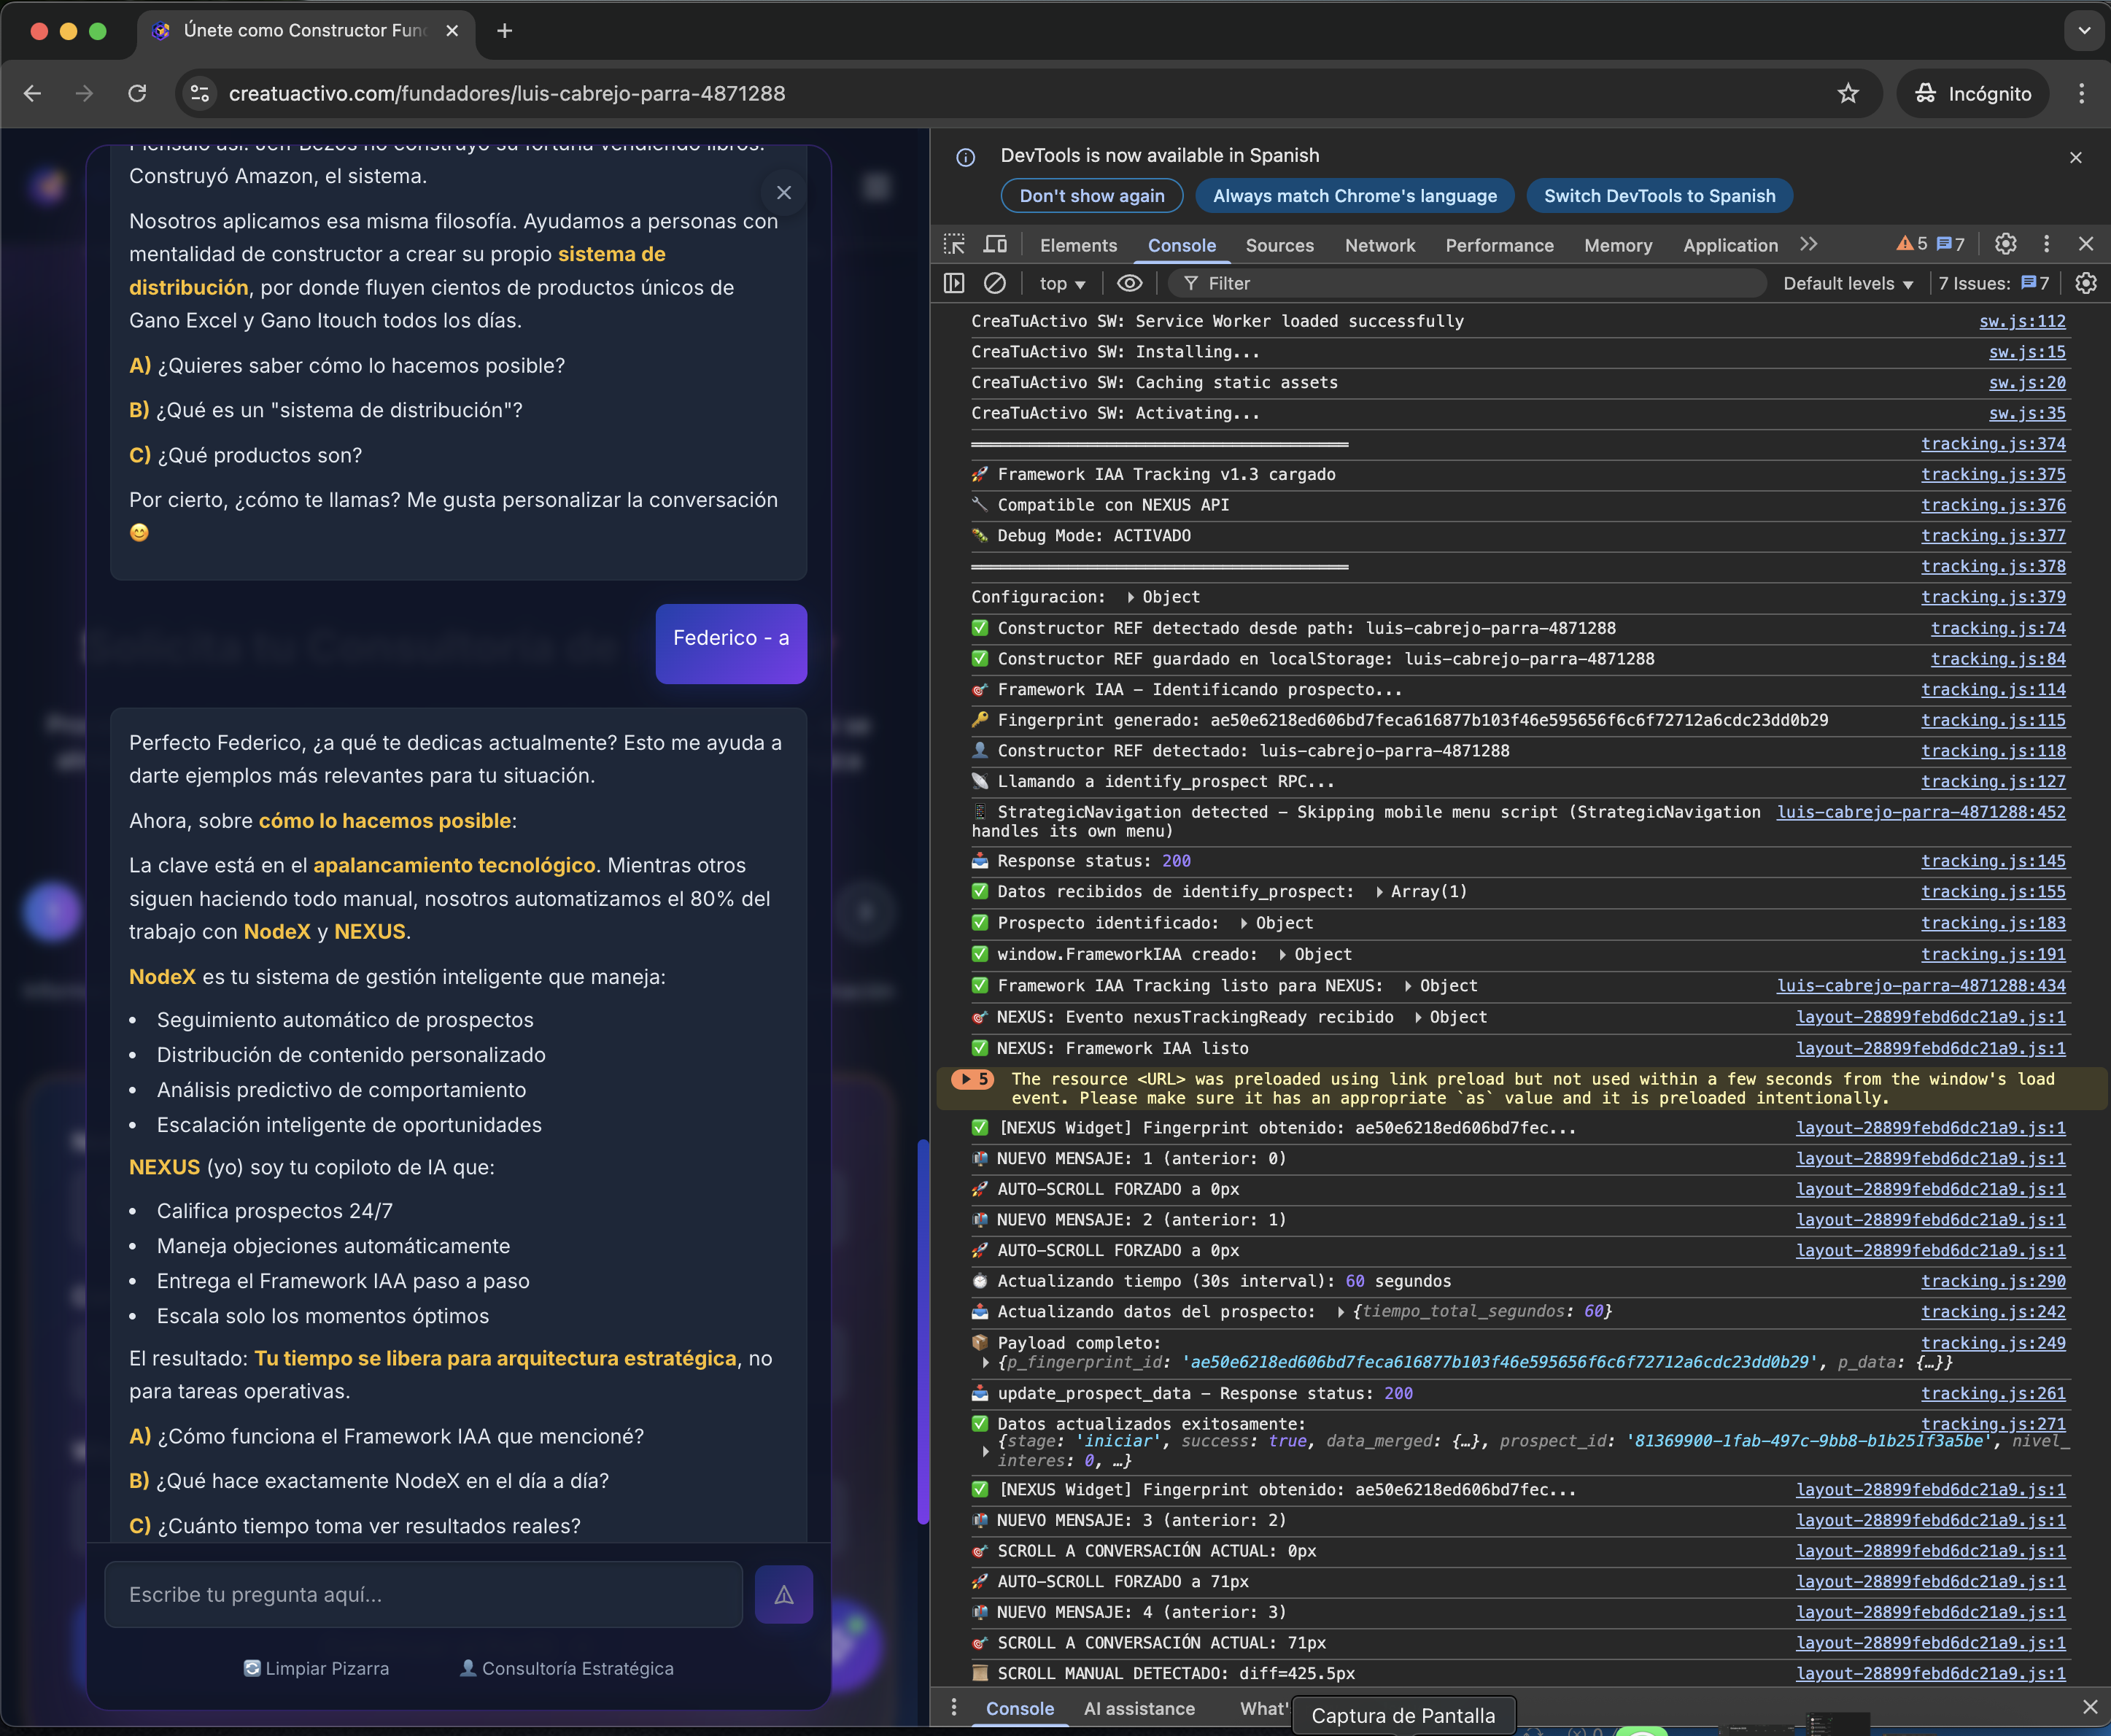 Únete como Constructor Fund
creatuactivo.com/fundadores/luis-cabrejo-parra-4871288
Incógnito
Construyó Amazon, el sistema.
Nosotros aplicamos esa misma filosofía. Ayudamos a personas con
mentalidad de constructor a crear su propio sistema de
distribución, por donde fluyen cientos de productos únicos de
Gano Excel y Gano Itouch todos los días.
A) ¿Quieres saber cómo lo hacemos posible?
B) ¿Qué es un "sistema de distribución"?
C) ¿Qué productos son?
Por cierto, ¿cómo te llamas? Me gusta personalizar la conversación
😊
Federico - a
Perfecto Federico, ¿a qué te dedicas actualmente? Esto me ayuda a
darte ejemplos más relevantes para tu situación.
Ahora, sobre cómo lo hacemos posible:
La clave está en el apalancamiento tecnológico. Mientras otros
siguen haciendo todo manual, nosotros automatizamos el 80% del
trabajo con NodeX y NEXUS.
NodeX es tu sistema de gestión inteligente que maneja:
• Seguimiento automático de prospectos
• Distribución de contenido personalizado
• Análisis predictivo de comportamiento
• Escalación inteligente de oportunidades
NEXUS (yo) soy tu copiloto de IA que:
• Califica prospectos 24/7
• Maneja objeciones automáticamente
• Entrega el Framework IAA paso a paso
• Escala solo los momentos óptimos
El resultado: Tu tiempo se libera para arquitectura estratégica, no
para tareas operativas.
A) ¿Cómo funciona el Framework IAA que mencioné?
B) ¿Qué hace exactamente NodeX en el día a día?
C) ¿Cuánto tiempo toma ver resultados reales?
Escribe tu pregunta aquí...
🔄 Limpiar Pizarra 👤 Consultoría Estratégica
DevTools is now available in Spanish
Don't show again Always match Chrome's language Switch DevTools to Spanish
Elements Console Sources Network Performance Memory Application 5 7
top Filter Default levels 7 Issues: 7
CreaTuActivo SW: Service Worker loaded successfully sw.js:112
CreaTuActivo SW: Installing... sw.js:15
CreaTuActivo SW: Caching static assets sw.js:20
CreaTuActivo SW: Activating... sw.js:35
tracking.js:374
🚀 Framework IAA Tracking v1.3 cargado tracking.js:375
🔧 Compatible con NEXUS API tracking.js:376
🐛 Debug Mode: ACTIVADO tracking.js:377
tracking.js:378
Configuracion: ▶ Object tracking.js:379
✅ Constructor REF detectado desde path: luis-cabrejo-parra-4871288 tracking.js:74
✅ Constructor REF guardado en localStorage: luis-cabrejo-parra-4871288 tracking.js:84
🎯 Framework IAA - Identificando prospecto... tracking.js:114
🔑 Fingerprint generado: ae50e6218ed606bd7feca616877b103f46e595656f6c6f72712a6cdc23dd0b29 tracking.js:115
👤 Constructor REF detectado: luis-cabrejo-parra-4871288 tracking.js:118
📡 Llamando a identify_prospect RPC... tracking.js:127
📱 StrategicNavigation detected - Skipping mobile menu script (StrategicNavigation luis-cabrejo-parra-4871288:452
handles its own menu)
📥 Response status: 200 tracking.js:145
✅ Datos recibidos de identify_prospect: ▶ Array(1) tracking.js:155
✅ Prospecto identificado: ▶ Object tracking.js:183
✅ window.FrameworkIAA creado: ▶ Object tracking.js:191
✅ Framework IAA Tracking listo para NEXUS: ▶ Object luis-cabrejo-parra-4871288:434
🎯 NEXUS: Evento nexusTrackingReady recibido ▶ Object layout-28899febd6dc21a9.js:1
✅ NEXUS: Framework IAA listo layout-28899febd6dc21a9.js:1
▶ 5 The resource <URL> was preloaded using link preload but not used within a few seconds from the window's load
event. Please make sure it has an appropriate `as` value and it is preloaded intentionally.
✅ [NEXUS Widget] Fingerprint obtenido: ae50e6218ed606bd7fec... layout-28899febd6dc21a9.js:1
📬 NUEVO MENSAJE: 1 (anterior: 0) layout-28899febd6dc21a9.js:1
🚀 AUTO-SCROLL FORZADO a 0px layout-28899febd6dc21a9.js:1
📬 NUEVO MENSAJE: 2 (anterior: 1) layout-28899febd6dc21a9.js:1
🚀 AUTO-SCROLL FORZADO a 0px layout-28899febd6dc21a9.js:1
⏱ Actualizando tiempo (30s interval): 60 segundos tracking.js:290
📤 Actualizando datos del prospecto: ▶ {tiempo_total_segundos: 60} tracking.js:242
📦 Payload completo: tracking.js:249
▶ {p_fingerprint_id: 'ae50e6218ed606bd7feca616877b103f46e595656f6c6f72712a6cdc23dd0b29', p_data: {…}}
📥 update_prospect_data - Response status: 200 tracking.js:261
✅ Datos actualizados exitosamente: tracking.js:271
▶ {stage: 'iniciar', success: true, data_merged: {…}, prospect_id: '81369900-1fab-497c-9bb8-b1b251f3a5be', nivel_
interes: 0, …}
✅ [NEXUS Widget] Fingerprint obtenido: ae50e6218ed606bd7fec... layout-28899febd6dc21a9.js:1
📬 NUEVO MENSAJE: 3 (anterior: 2) layout-28899febd6dc21a9.js:1
🎯 SCROLL A CONVERSACIÓN ACTUAL: 0px layout-28899febd6dc21a9.js:1
🚀 AUTO-SCROLL FORZADO a 71px layout-28899febd6dc21a9.js:1
📬 NUEVO MENSAJE: 4 (anterior: 3) layout-28899febd6dc21a9.js:1
🎯 SCROLL A CONVERSACIÓN ACTUAL: 71px layout-28899febd6dc21a9.js:1
📜 SCROLL MANUAL DETECTADO: diff=425.5px layout-28899febd6dc21a9.js:1
Console AI assistance What'
Captura de Pantalla